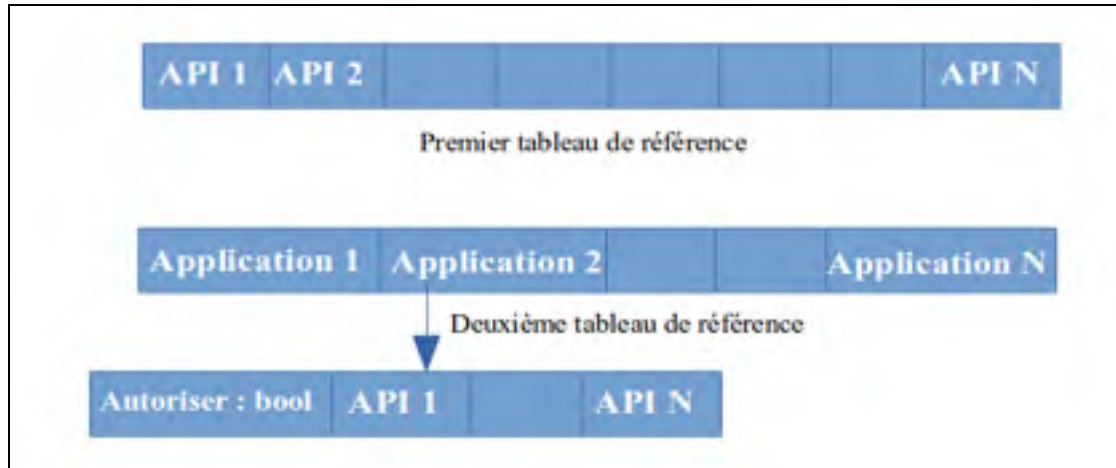 API 1 API 2 API N
Premier tableau de référence
Application 1 Application 2 Application N
Deuxième tableau de référence
Autoriser : bool API 1 API N